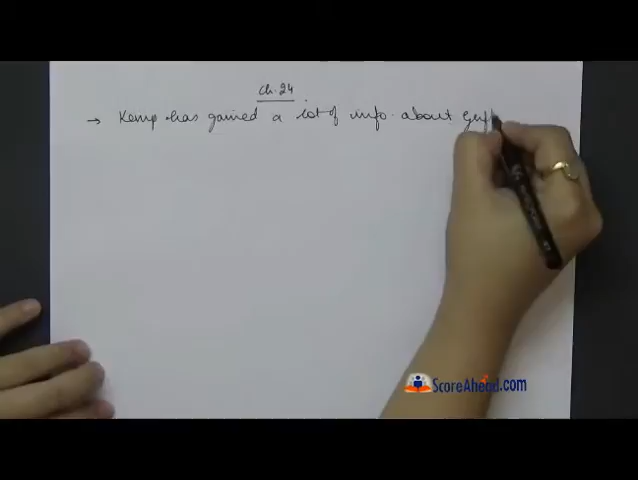 Ch. 24
→ Kemp has gained a lot of info. about
ScoreAhead.com